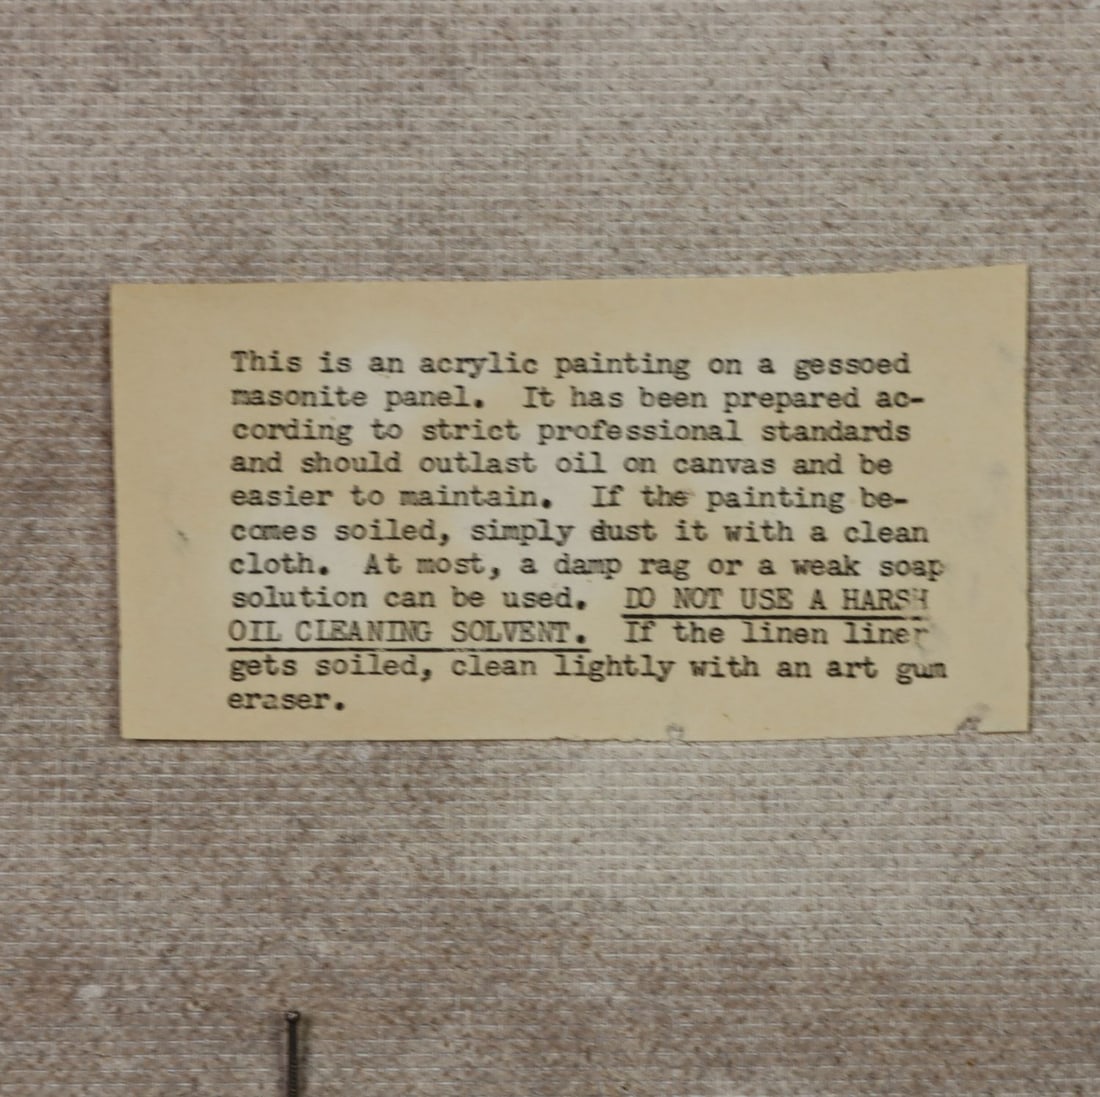 This is an acrylic painting on a gessoed
masonite panel.  It has been prepared ac-
cording to strict professional standards
and should outlast oil on canvas and be
easier to maintain.  If the painting be-
comes soiled, simply dust it with a clean
cloth.  At most, a damp rag or a weak soap
solution can be used.  DO NOT USE A HARSH
OIL CLEANING SOLVENT.  If the linen liner
gets soiled, clean lightly with an art gum
eraser.